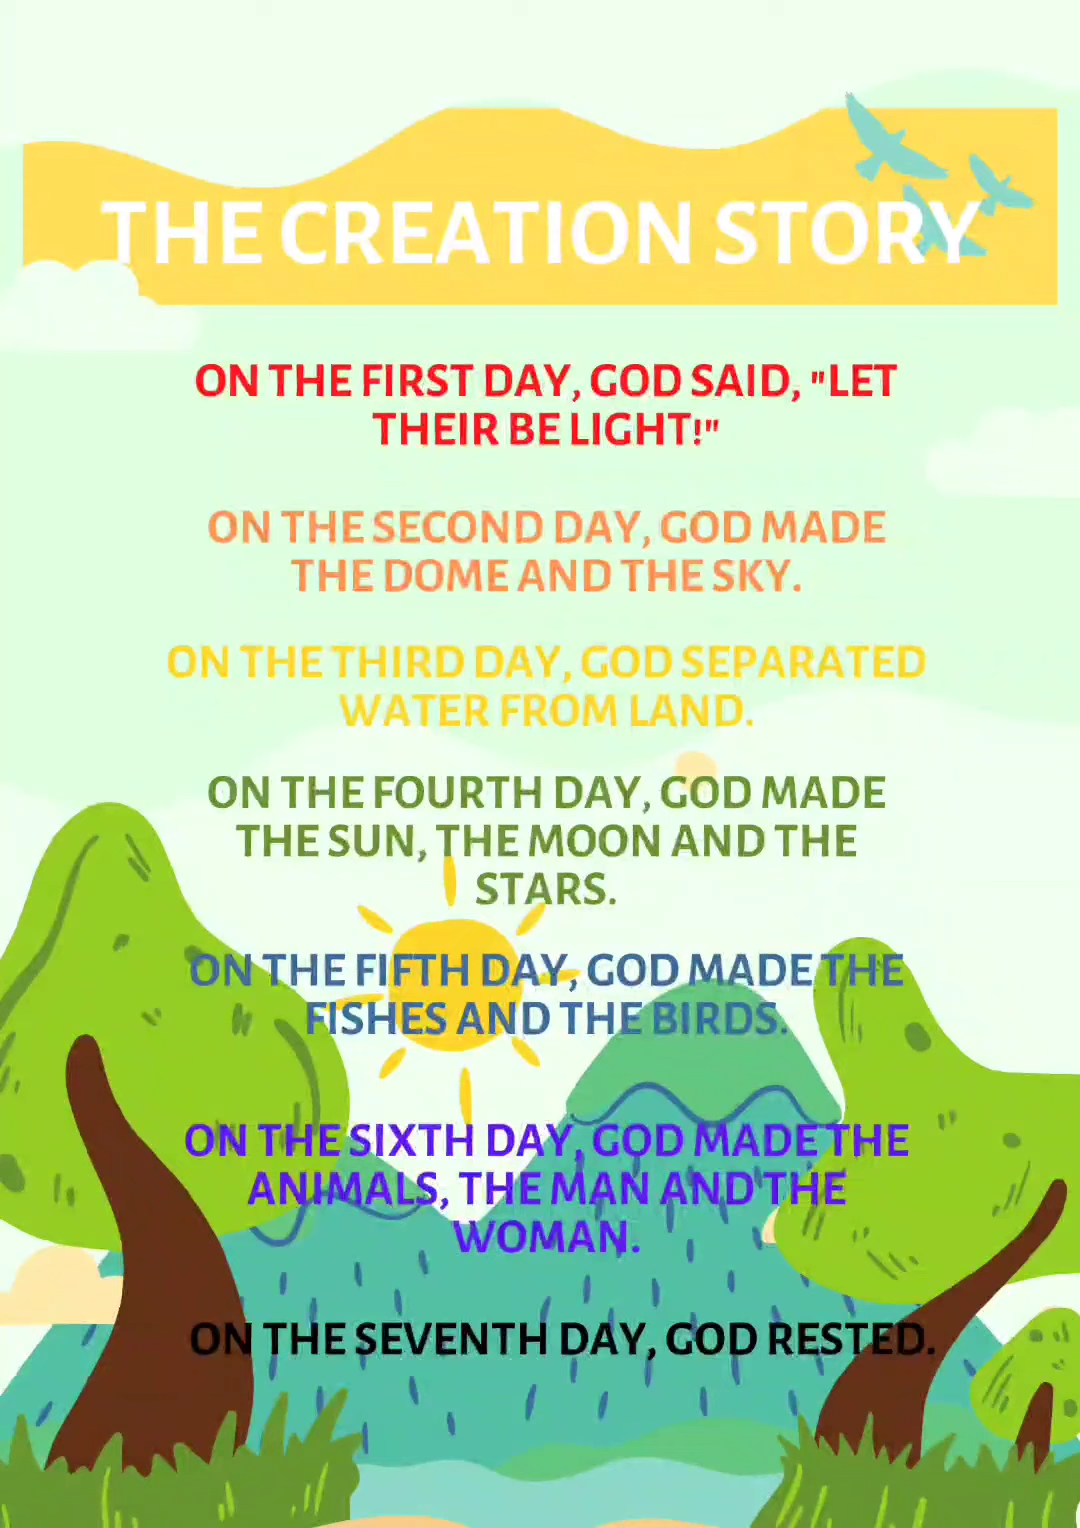 THE CREATION STORY
ON THE FIRST DAY, GOD SAID, "LET
THEIR BE LIGHT!"
ON THE SECOND DAY, GOD MADE
THE DOME AND THE SKY.
ON THE THIRD DAY, GOD SEPARATED
WATER FROM LAND.
ON THE FOURTH DAY, GOD MADE
THE SUN, THE MOON AND THE
STARS.
ON THE FIFTH DAY, GOD MADE THE
FISHES AND THE BIRDS.
ON THE SIXTH DAY, GOD MADE THE
ANIMALS, THE MAN AND THE
WOMAN.
ON THE SEVENTH DAY, GOD RESTED.